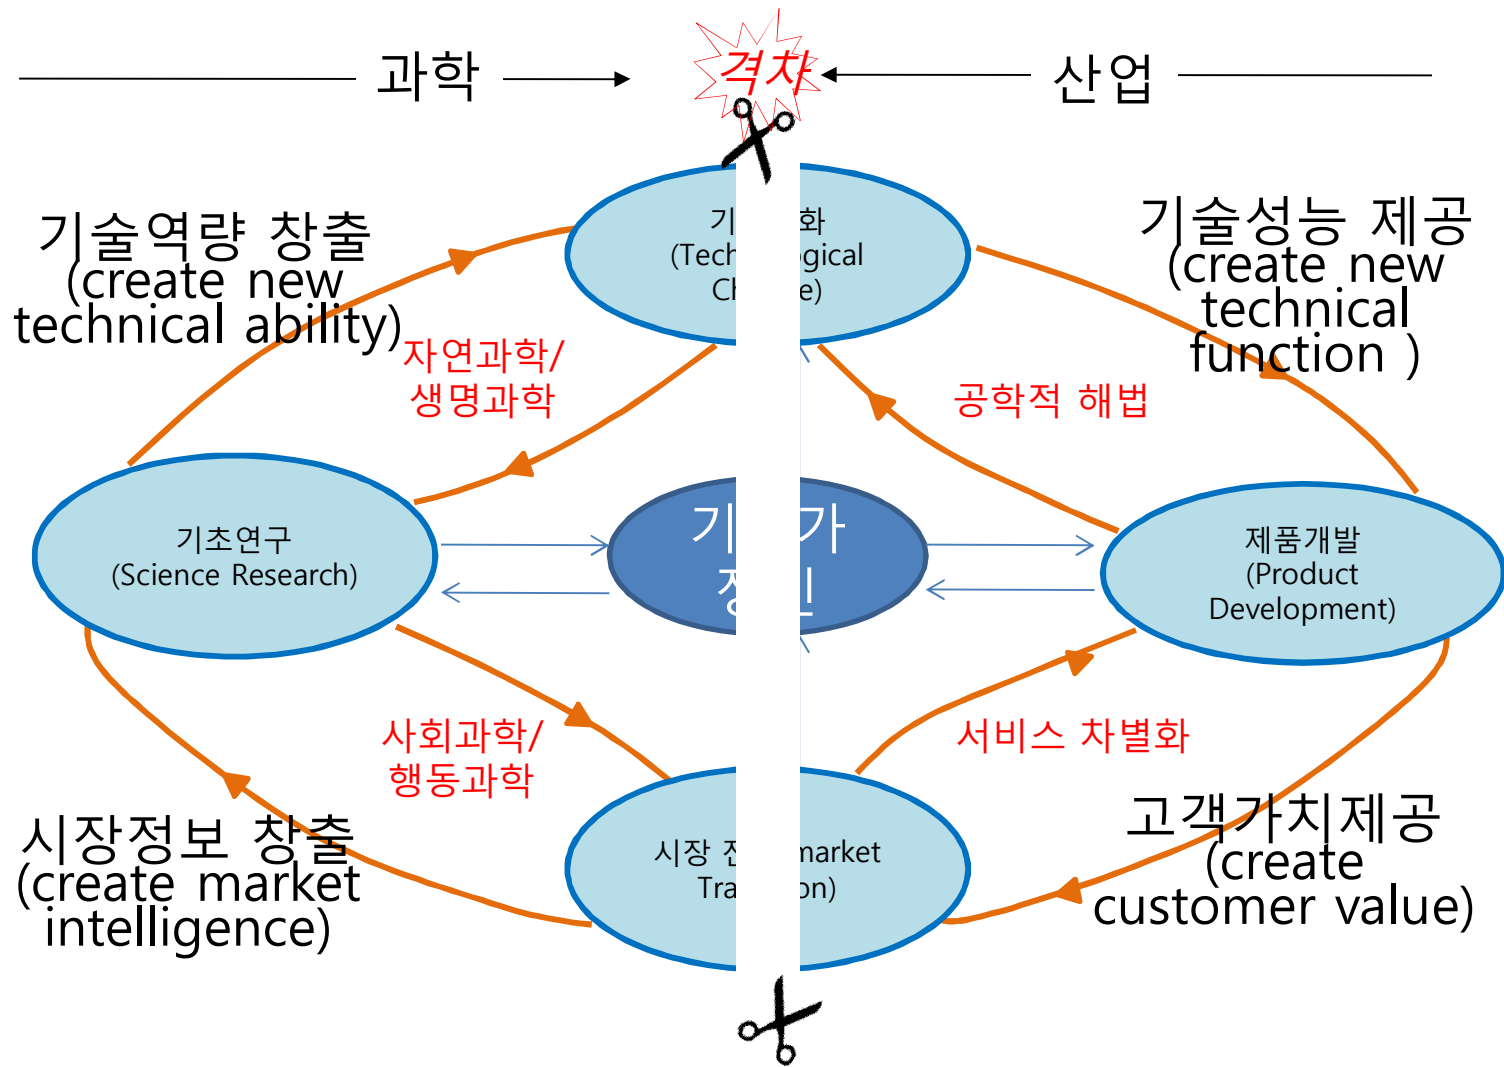 과학
격차
산업
기술역량 창출
(create new
technical ability)
기술성능 제공
(create new
technical
function )
자연과학/
생명과학
공학적 해법
기초연구
(Science Research)
제품개발
(Product
Development)
사회과학/
행동과학
서비스 차별화
시장정보 창출
(create market
intelligence)
고객가치제공
(create
customer value)
시장